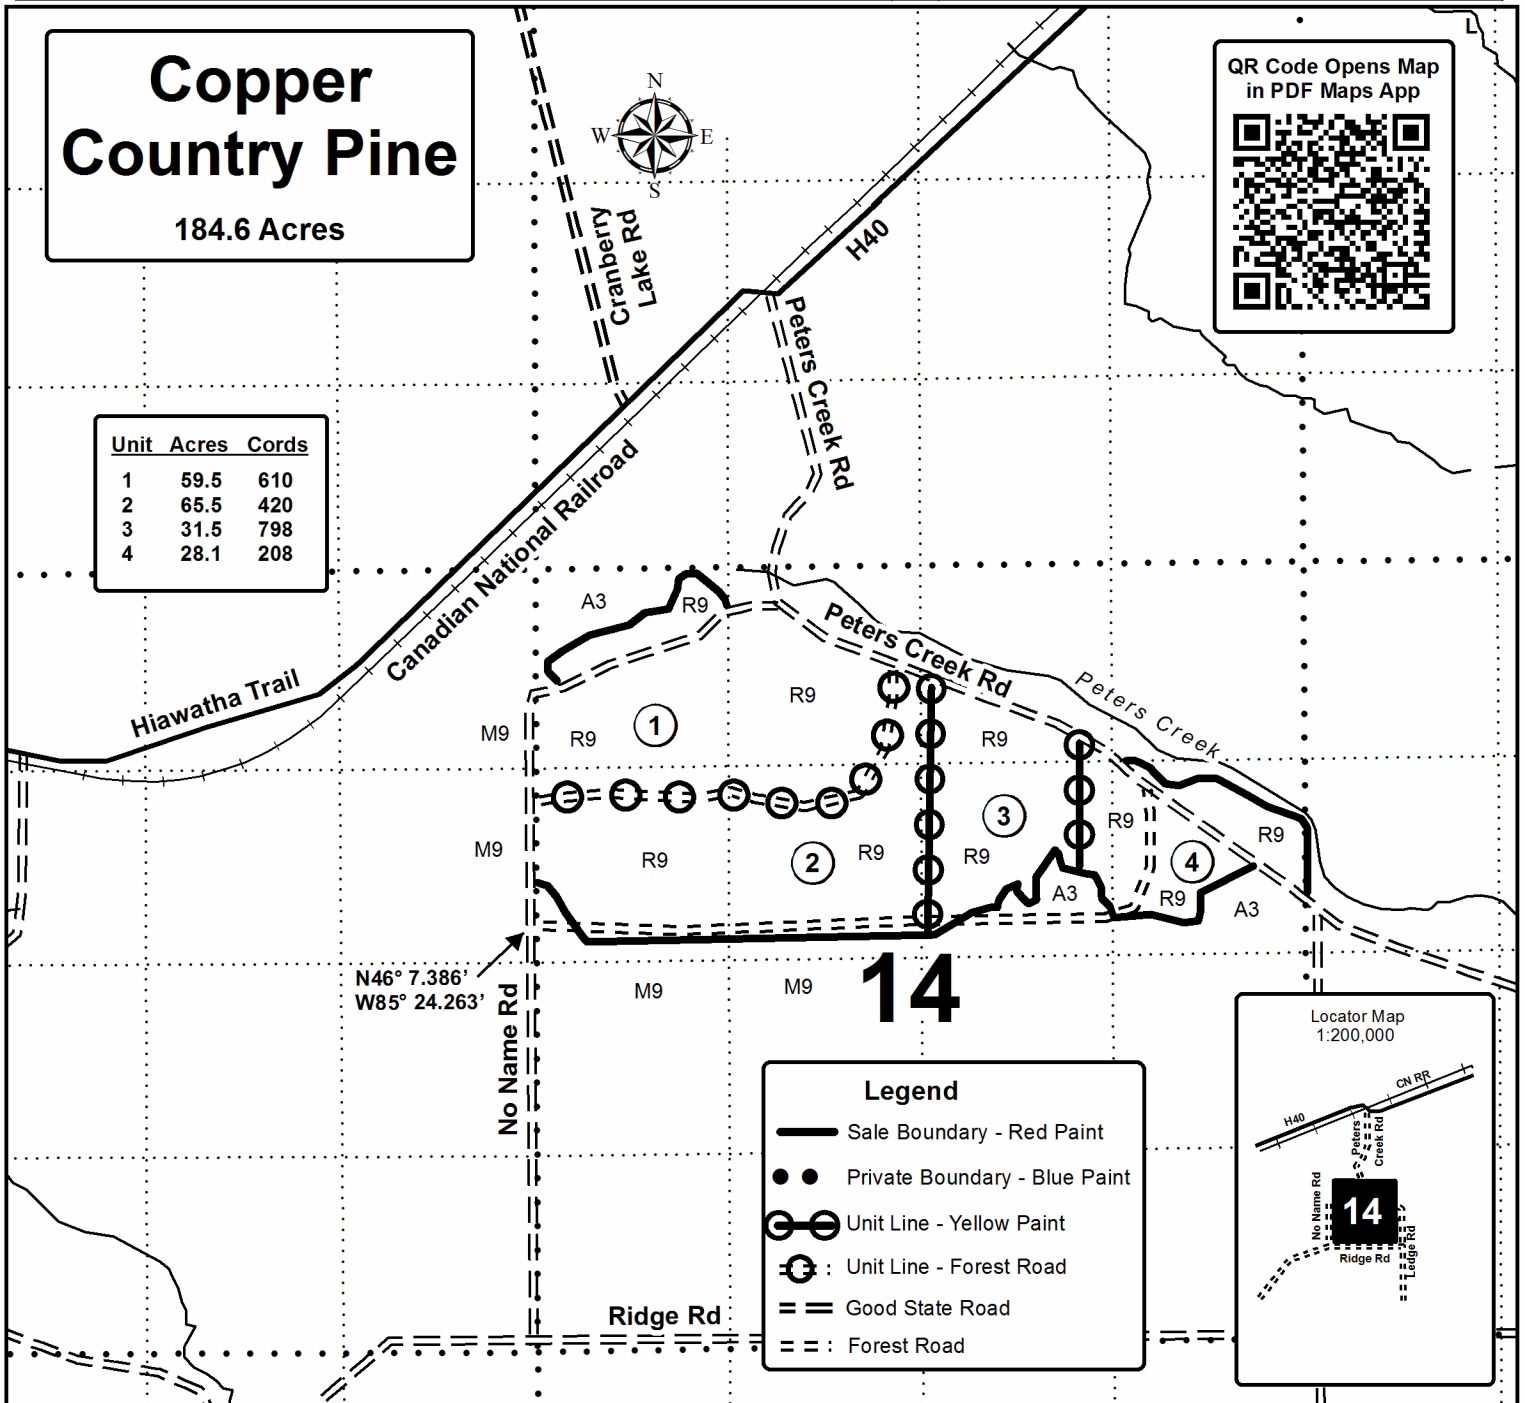 L
Copper
Country Pine
184.6 Acres
N
W E
S
QR Code Opens Map
in PDF Maps App
Cranberry
Lake Rd
H40
Peters Creek Rd
Unit Acres Cords
1 59.5 610
2 65.5 420
3 31.5 798
4 28.1 208
Canadian National Railroad
Hiawatha Trail
A3
R9
Peters Creek Rd
Peters Creek
R9
M9
R9
1
R9
3
R9
R9
4
R9
M9
R9
2
R9
R9
A3
R9
A3
N46° 7.386’
W85° 24.263’
M9
M9
14
No Name Rd
Ridge Rd
Legend
Sale Boundary - Red Paint
Private Boundary - Blue Paint
Unit Line - Yellow Paint
Unit Line - Forest Road
Good State Road
Forest Road
Locator Map
1:200,000
CN RR
H40
Peters
Creek Rd
No Name Rd
14
Ledge Rd
Ridge Rd